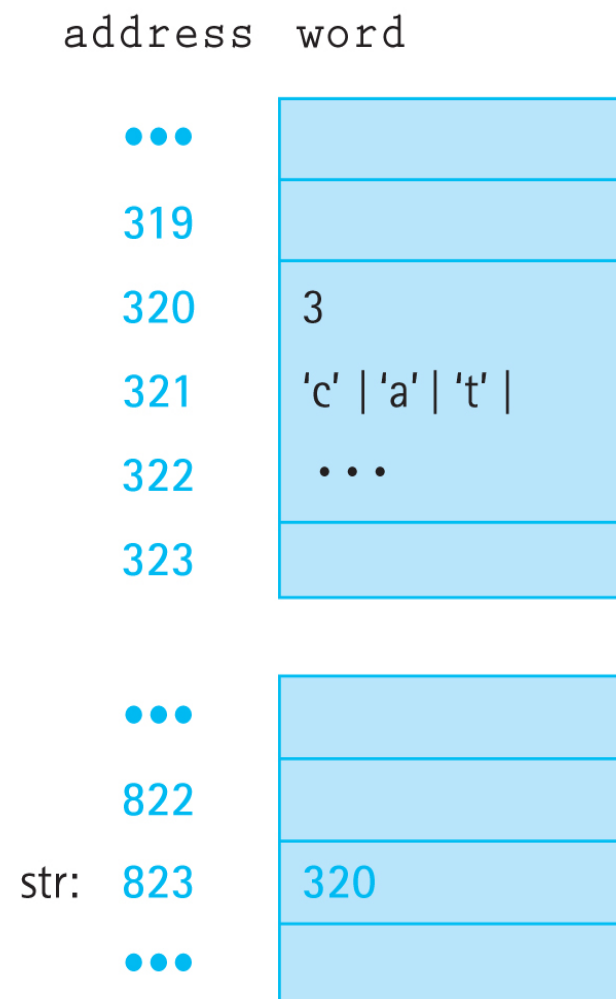 address word
•••
319
320 3
321 ‘c’ | ‘a’ | ‘t’ |
322 • • •
323
•••
822
str: 823 320
•••